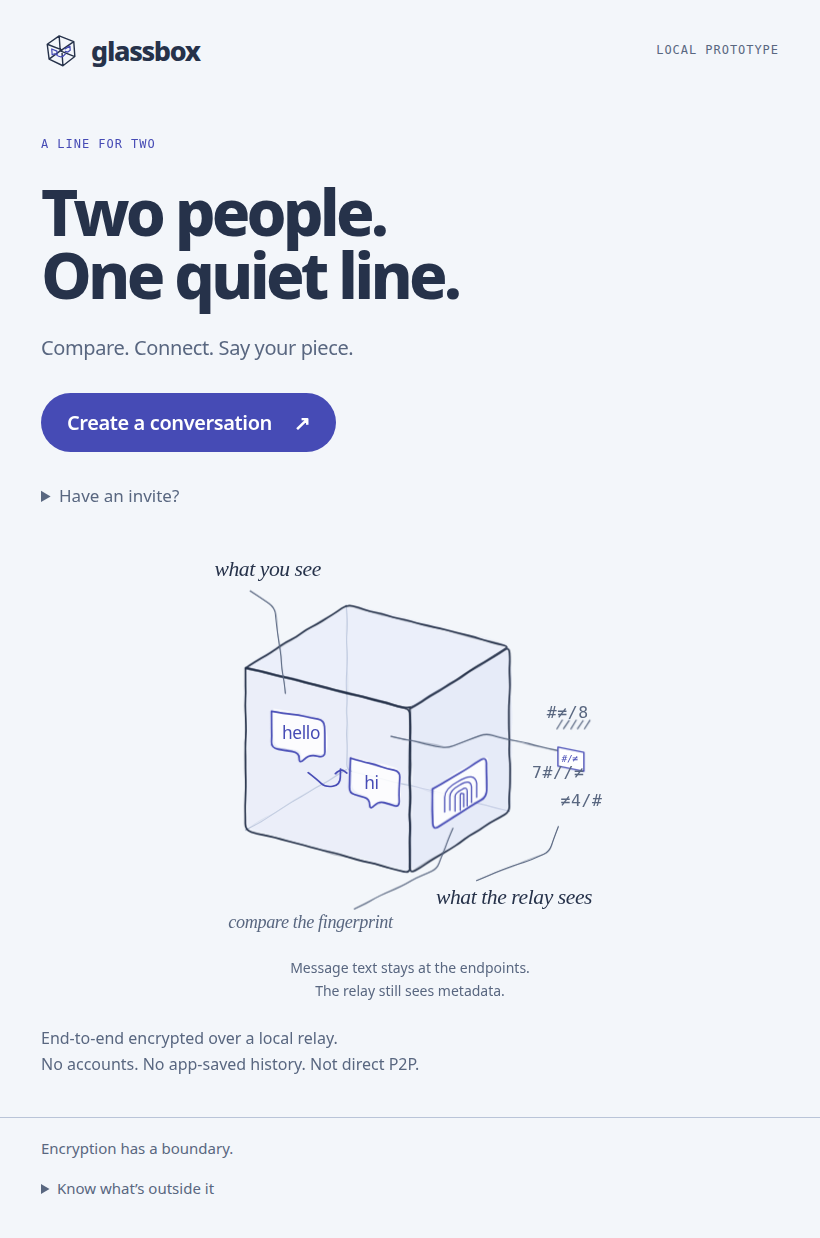 glassbox
LOCAL PROTOTYPE
A LINE FOR TWO
Two people.
One quiet line.
Compare. Connect. Say your piece.
Create a conversation ↗
▶ Have an invite?
what you see
hello
hi
#≠/8
#/≠
7#//≠
≠4/#
what the relay sees
compare the fingerprint
Message text stays at the endpoints.
The relay still sees metadata.
End-to-end encrypted over a local relay.
No accounts. No app-saved history. Not direct P2P.
Encryption has a boundary.
▶ Know what’s outside it